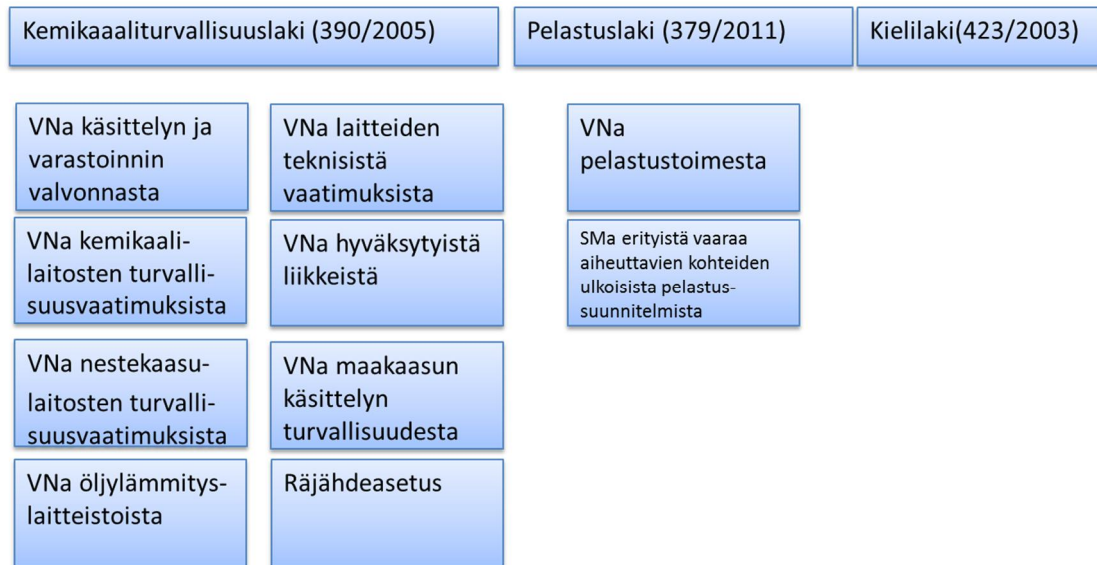 Kemikaaaliturvallisuuslaki (390/2005)
Pelastuslaki (379/2011)
Kielilaki(423/2003)
VNa käsittelyn ja
varastoinnin
valvonnasta
VNa laitteiden
teknisistä
vaatimuksista
VNa
pelastustoimesta
VNa kemikaali-
laitosten turvalli-
suusvaatimuksista
VNa hyväksytyistä
liikkeistä
SMa erityistä vaaraa
aiheuttavien kohteiden
ulkoisista pelastus-
suunnitelmista
VNa nestekaasu-
laitosten turvalli-
suusvaatimuksista
VNa maakaasun
käsittelyn
turvallisuudesta
VNa öljylämmitys-
laitteistoista
Räjähdeasetus